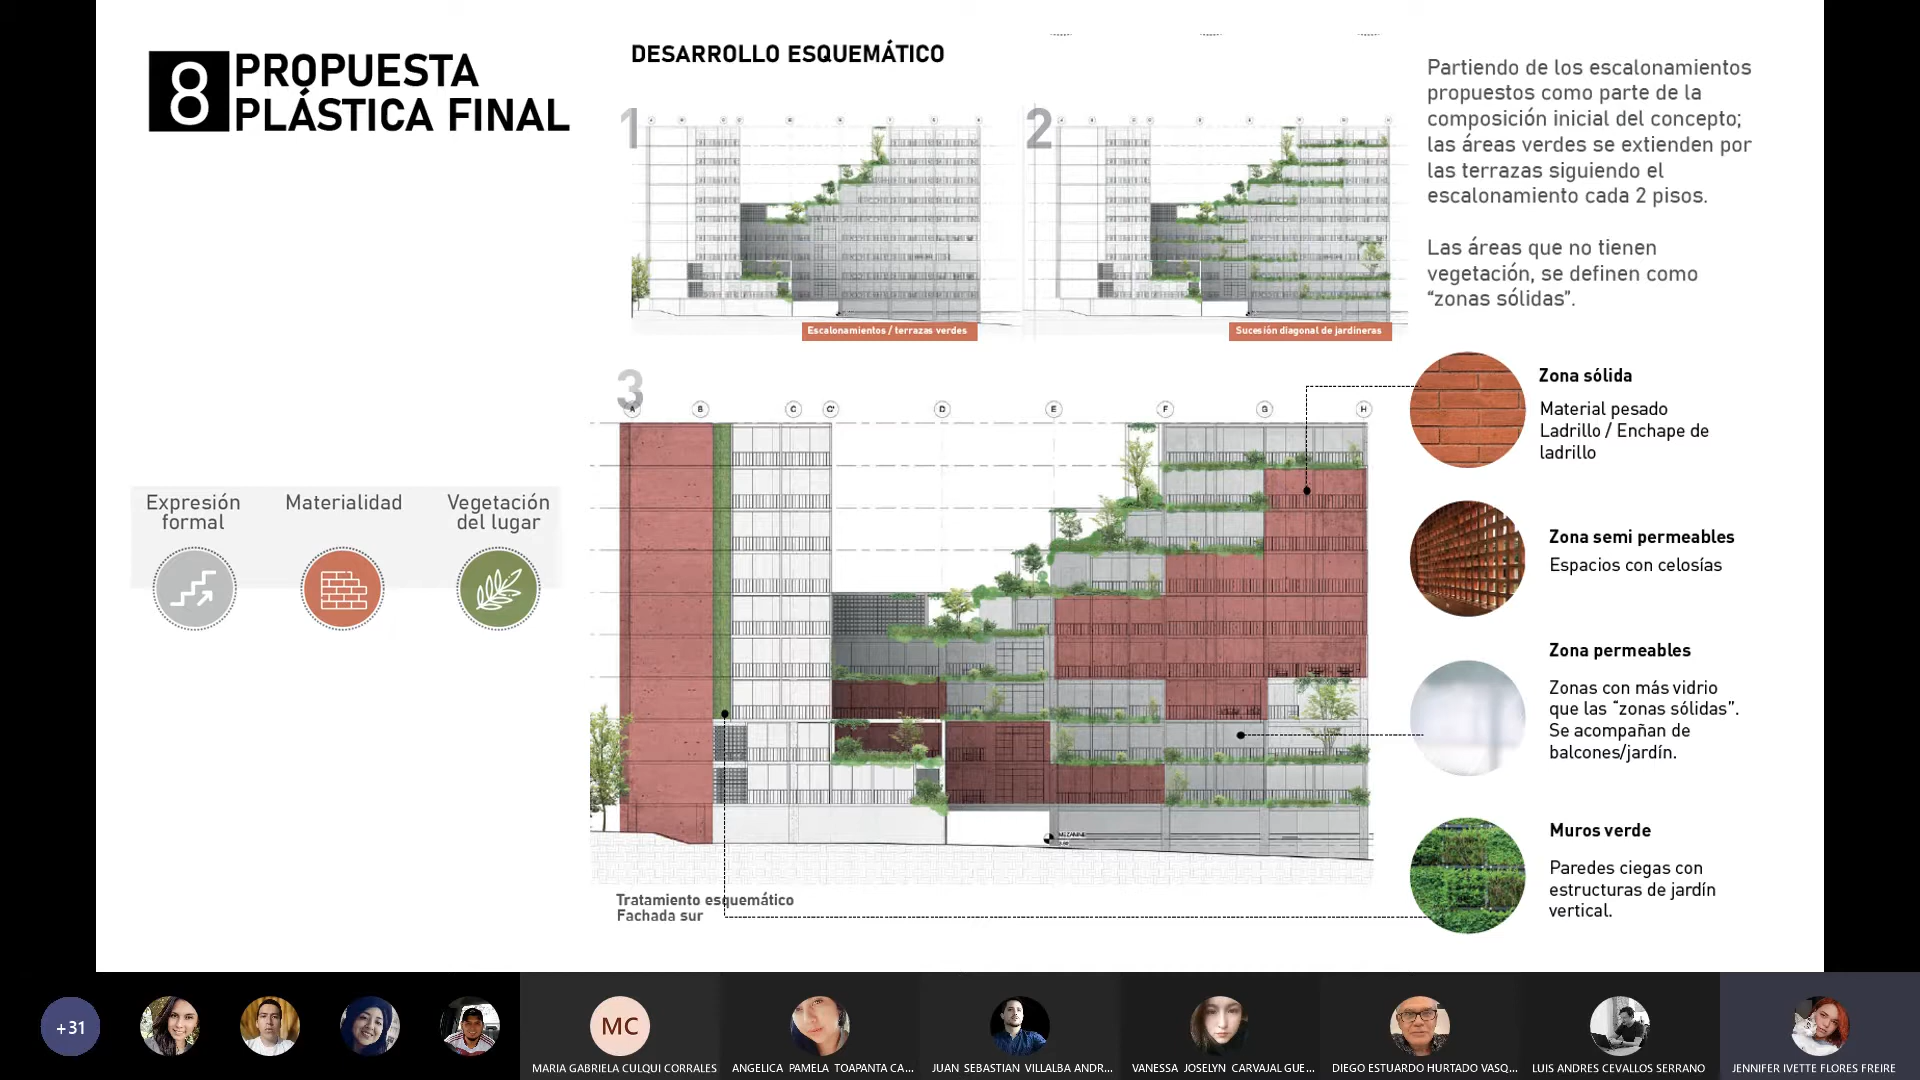 8
PROPUESTA
PLÁSTICA FINAL
DESARROLLO ESQUEMÁTICO
1
Escalonamientos / terrazas verdes
2
Sucesión diagonal de jardineras
Partiendo de los escalonamientos
propuestos como parte de la
composición inicial del concepto;
las áreas verdes se extienden por
las terrazas siguiendo el
escalonamiento cada 2 pisos.
Las áreas que no tienen
vegetación, se definen como
“zonas sólidas”.
Expresión
formal
Materialidad
Vegetación
del lugar
3
A B C C' D E F G H
MEZANINE
Tratamiento esquemático
Fachada sur
Zona sólida
Material pesado
Ladrillo / Enchape de
ladrillo
Zona semi permeables
Espacios con celosías
Zona permeables
Zonas con más vidrio
que las “zonas sólidas”.
Se acompañan de
balcones/jardín.
Muros verde
Paredes ciegas con
estructuras de jardín
vertical.
+31
MC
MARIA GABRIELA CULQUI CORRALES
ANGELICA PAMELA TOAPANTA CA...
JUAN SEBASTIAN VILLALBA ANDR...
VANESSA JOSELYN CARVAJAL GUE...
DIEGO ESTUARDO HURTADO VASQ...
LUIS ANDRES CEVALLOS SERRANO
JENNIFER IVETTE FLORES FREIRE